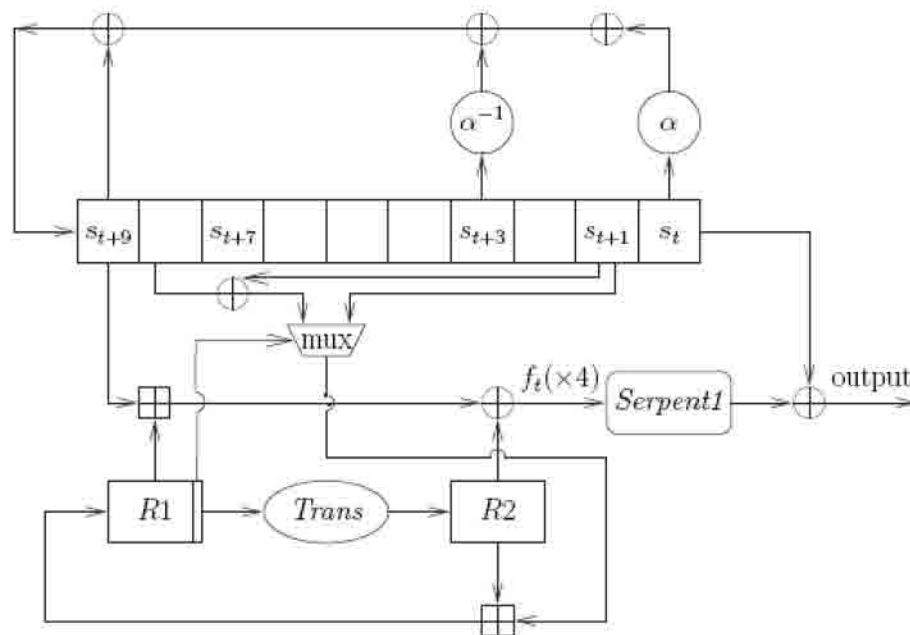 α⁻¹ α
s_{t+9} s_{t+7} s_{t+3} s_{t+1} s_t
mux
f_t(×4) Serpent1 output
R1 Trans R2